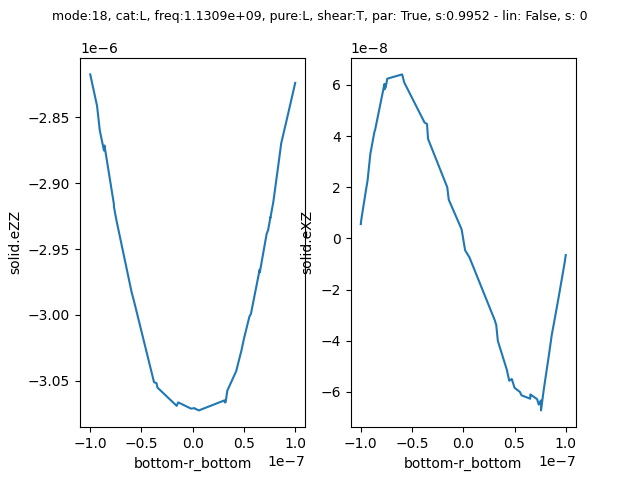 mode:18, cat:L, freq:1.1309e+09, pure:L, shear:T, par: True, s:0.9952 - lin: False, s: 0
1e−6
−2.85
−2.90
−2.95
−3.00
−3.05
solid.eZZ
−1.0 −0.5 0.0 0.5 1.0
bottom-r_bottom 1e−7
1e−8
6
4
2
0
−2
−4
−6
solid.eXZ
−1.0 −0.5 0.0 0.5 1.0
bottom-r_bottom 1e−7